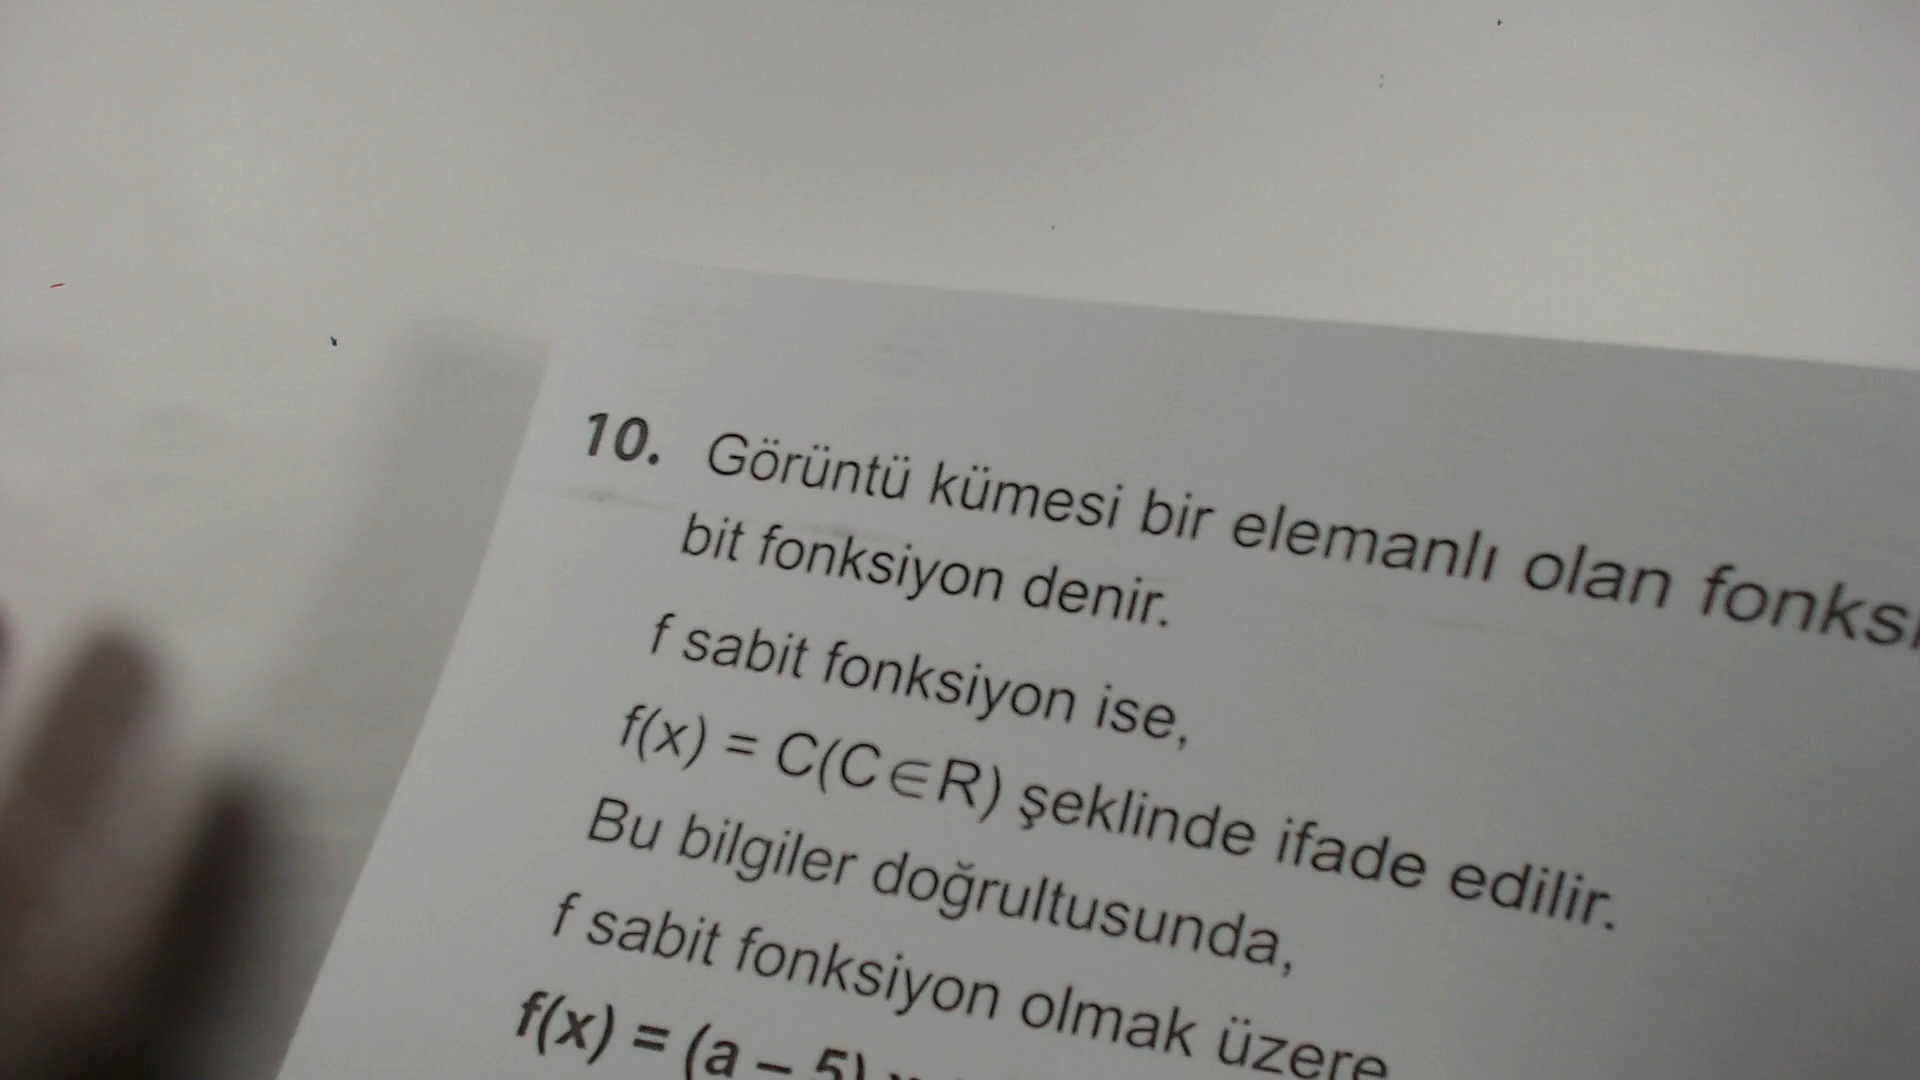 10. Görüntü kümesi bir elemanlı olan
bit fonksiyon denir.
f sabit fonksiyon ise,
f(x) = C(C∈R) şeklinde ifade edilir.
Bu bilgiler doğrultusunda,
f sabit fonksiyon olmak üzere
f(x) = (a – 5)